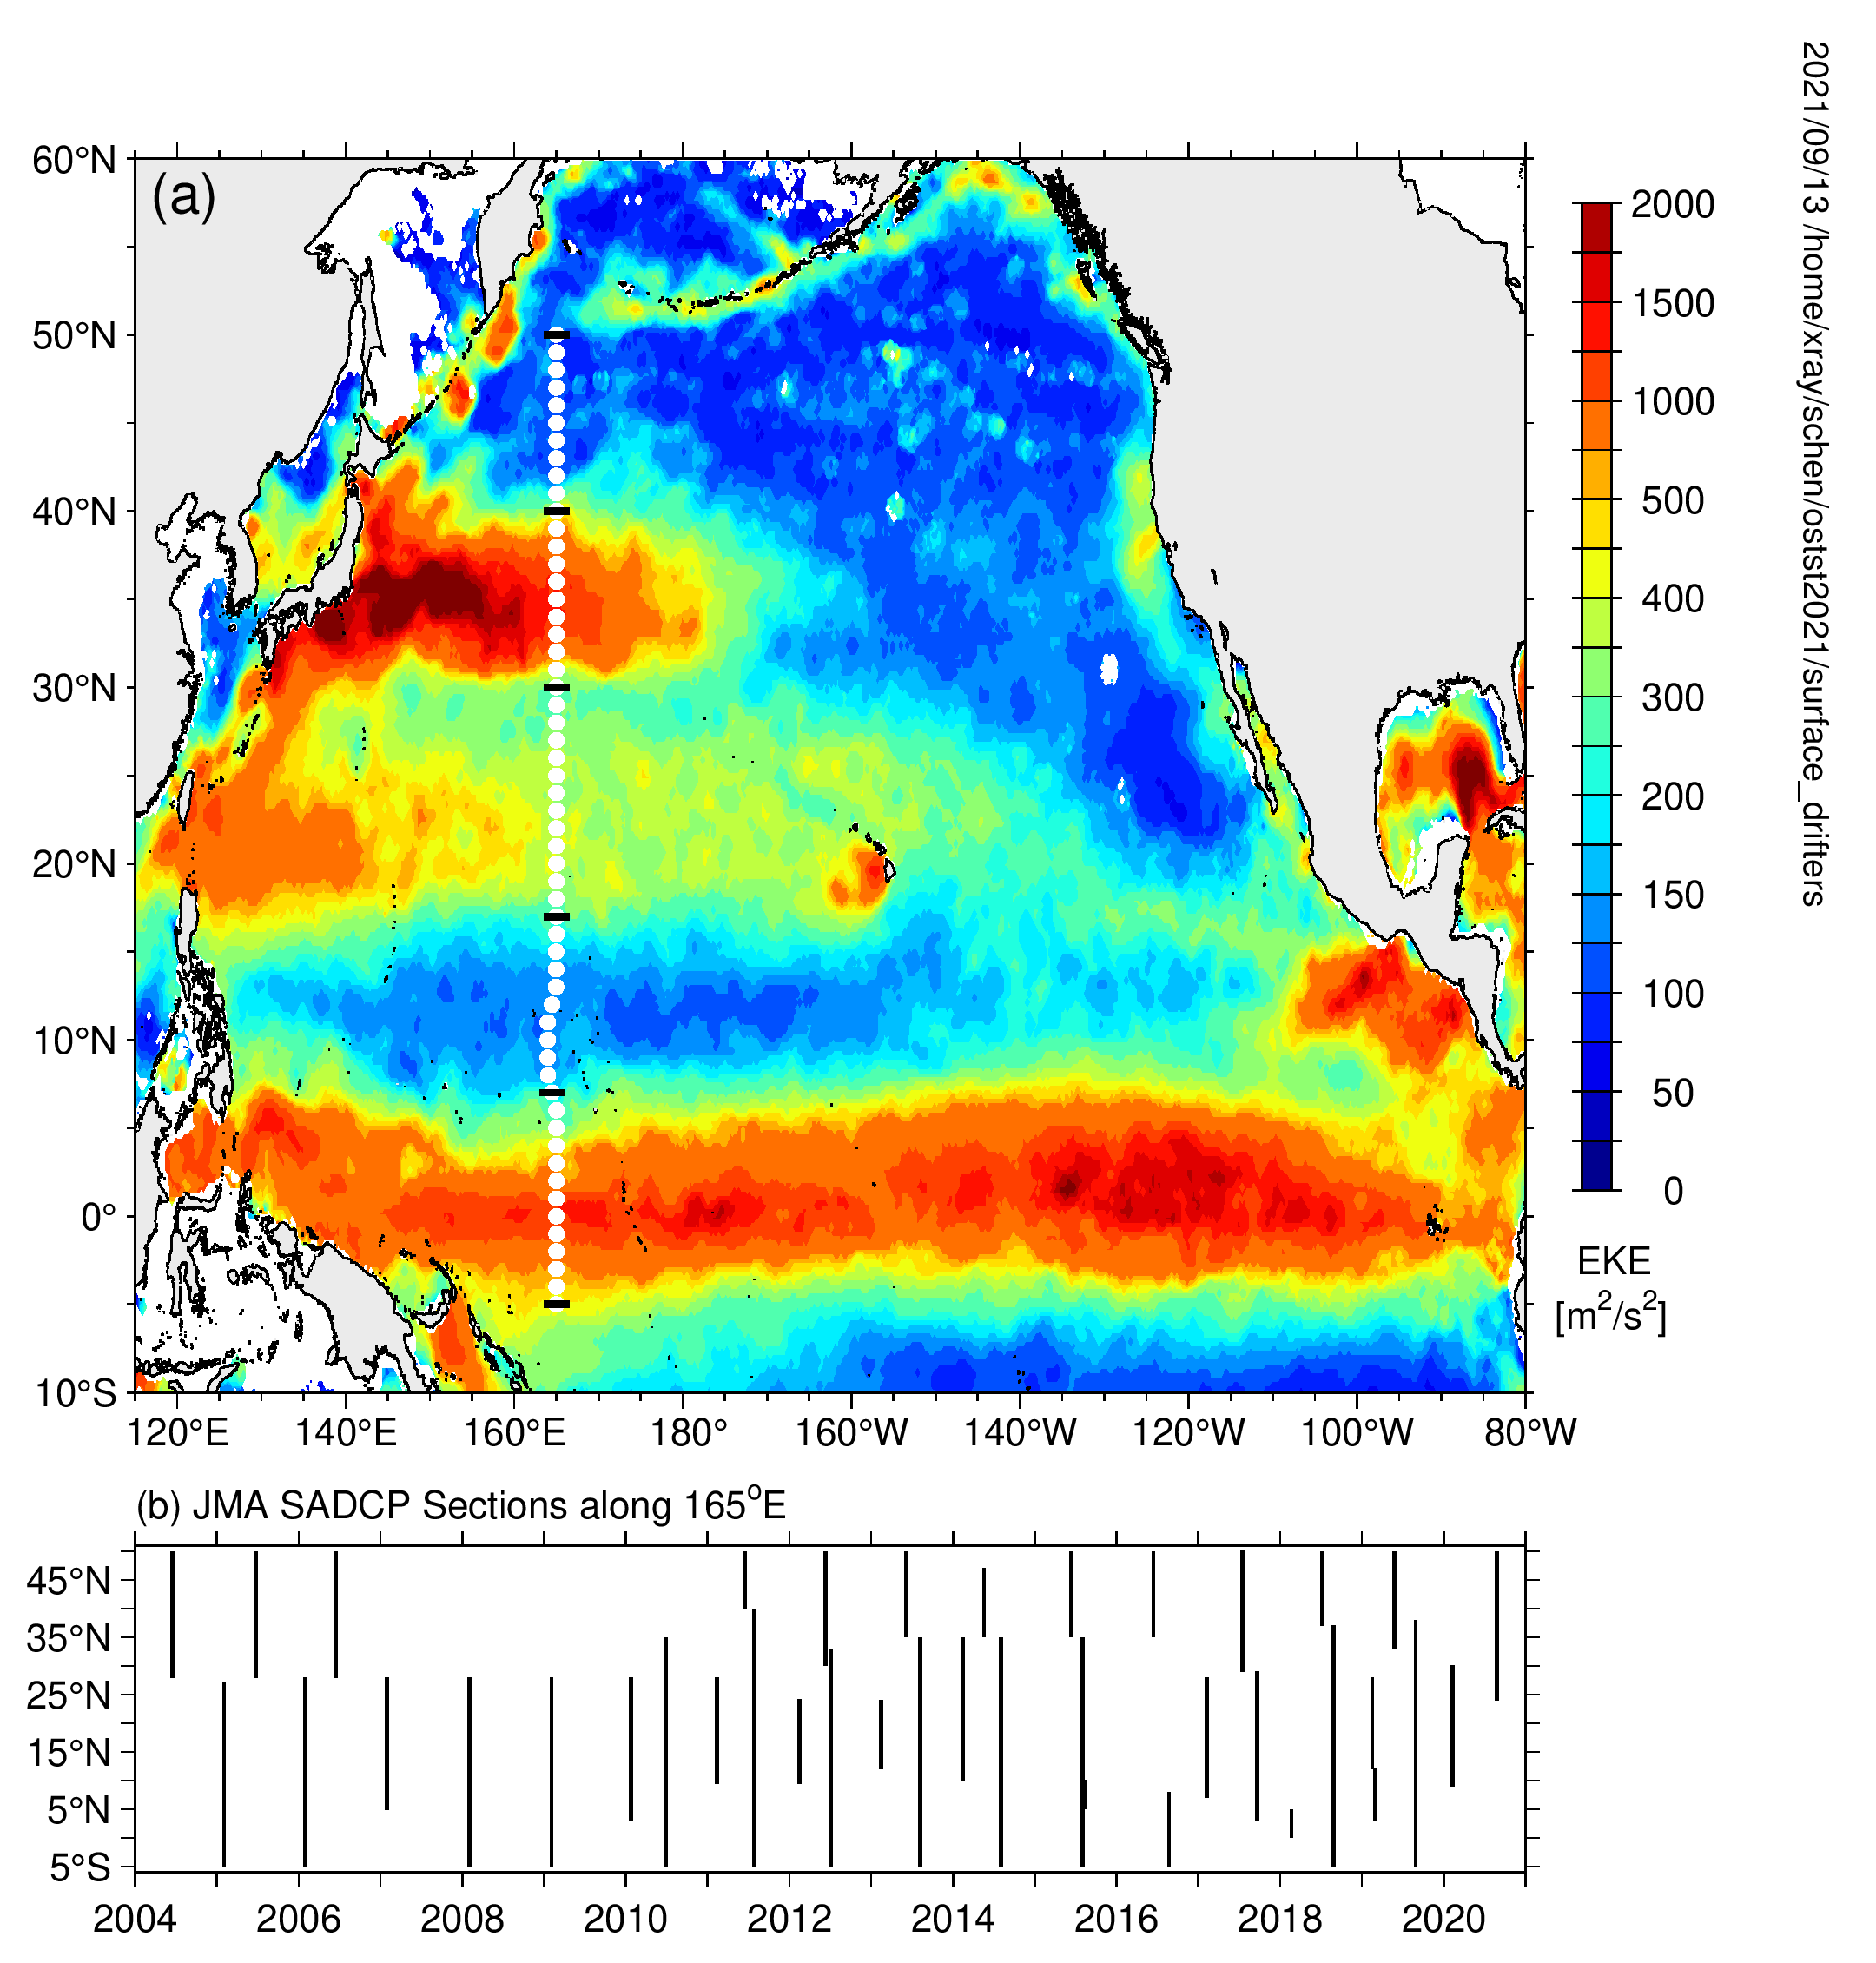 2021/09/13 /home/xray/schen/ostst2021/surface_drifters
(a)
60°N
50°N
40°N
30°N
20°N
10°N
0°
10°S
120°E 140°E 160°E 180° 160°W 140°W 120°W 100°W 80°W
2000
1500
1000
500
400
300
200
150
100
50
0
EKE
[m²/s²]
(b) JMA SADCP Sections along 165°E
45°N
35°N
25°N
15°N
5°N
5°S
2004 2006 2008 2010 2012 2014 2016 2018 2020